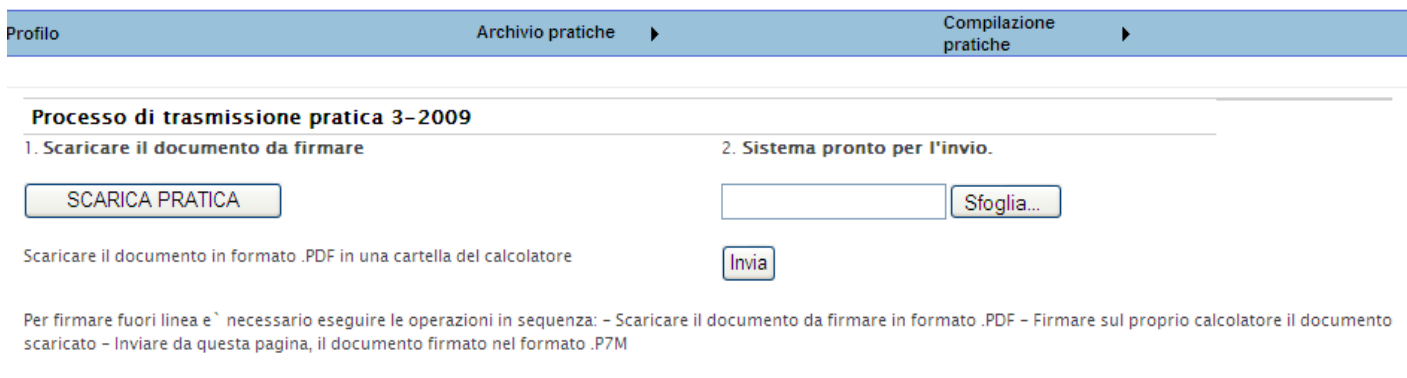 Profilo
Archivio pratiche
Compilazione
pratiche
Processo di trasmissione pratica 3-2009
1. Scaricare il documento da firmare
2. Sistema pronto per l'invio.
SCARICA PRATICA
Sfoglia...
Scaricare il documento in formato .PDF in una cartella del calcolatore
Invia
Per firmare fuori linea e` necessario eseguire le operazioni in sequenza: - Scaricare il documento da firmare in formato .PDF - Firmare sul proprio calcolatore il documento
scaricato - Inviare da questa pagina, il documento firmato nel formato .P7M